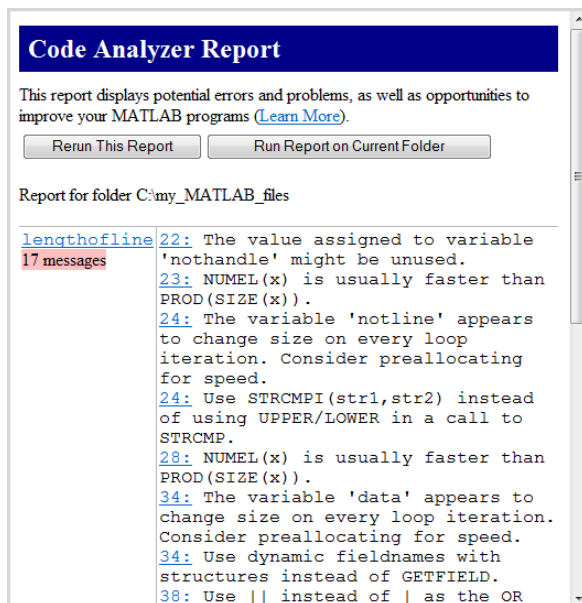 Code Analyzer Report
This report displays potential errors and problems, as well as opportunities to
improve your MATLAB programs (Learn More).
Rerun This Report
Run Report on Current Folder
Report for folder C:\my_MATLAB_files
lengthofline
17 messages
22: The value assigned to variable
'nothandle' might be unused.
23: NUMEL(x) is usually faster than
PROD(SIZE(x)).
24: The variable 'notline' appears
to change size on every loop
iteration. Consider preallocating
for speed.
24: Use STRCMPI(str1,str2) instead
of using UPPER/LOWER in a call to
STRCMP.
28: NUMEL(x) is usually faster than
PROD(SIZE(x)).
34: The variable 'data' appears to
change size on every loop iteration.
Consider preallocating for speed.
34: Use dynamic fieldnames with
structures instead of GETFIELD.
38: Use || instead of | as the OR